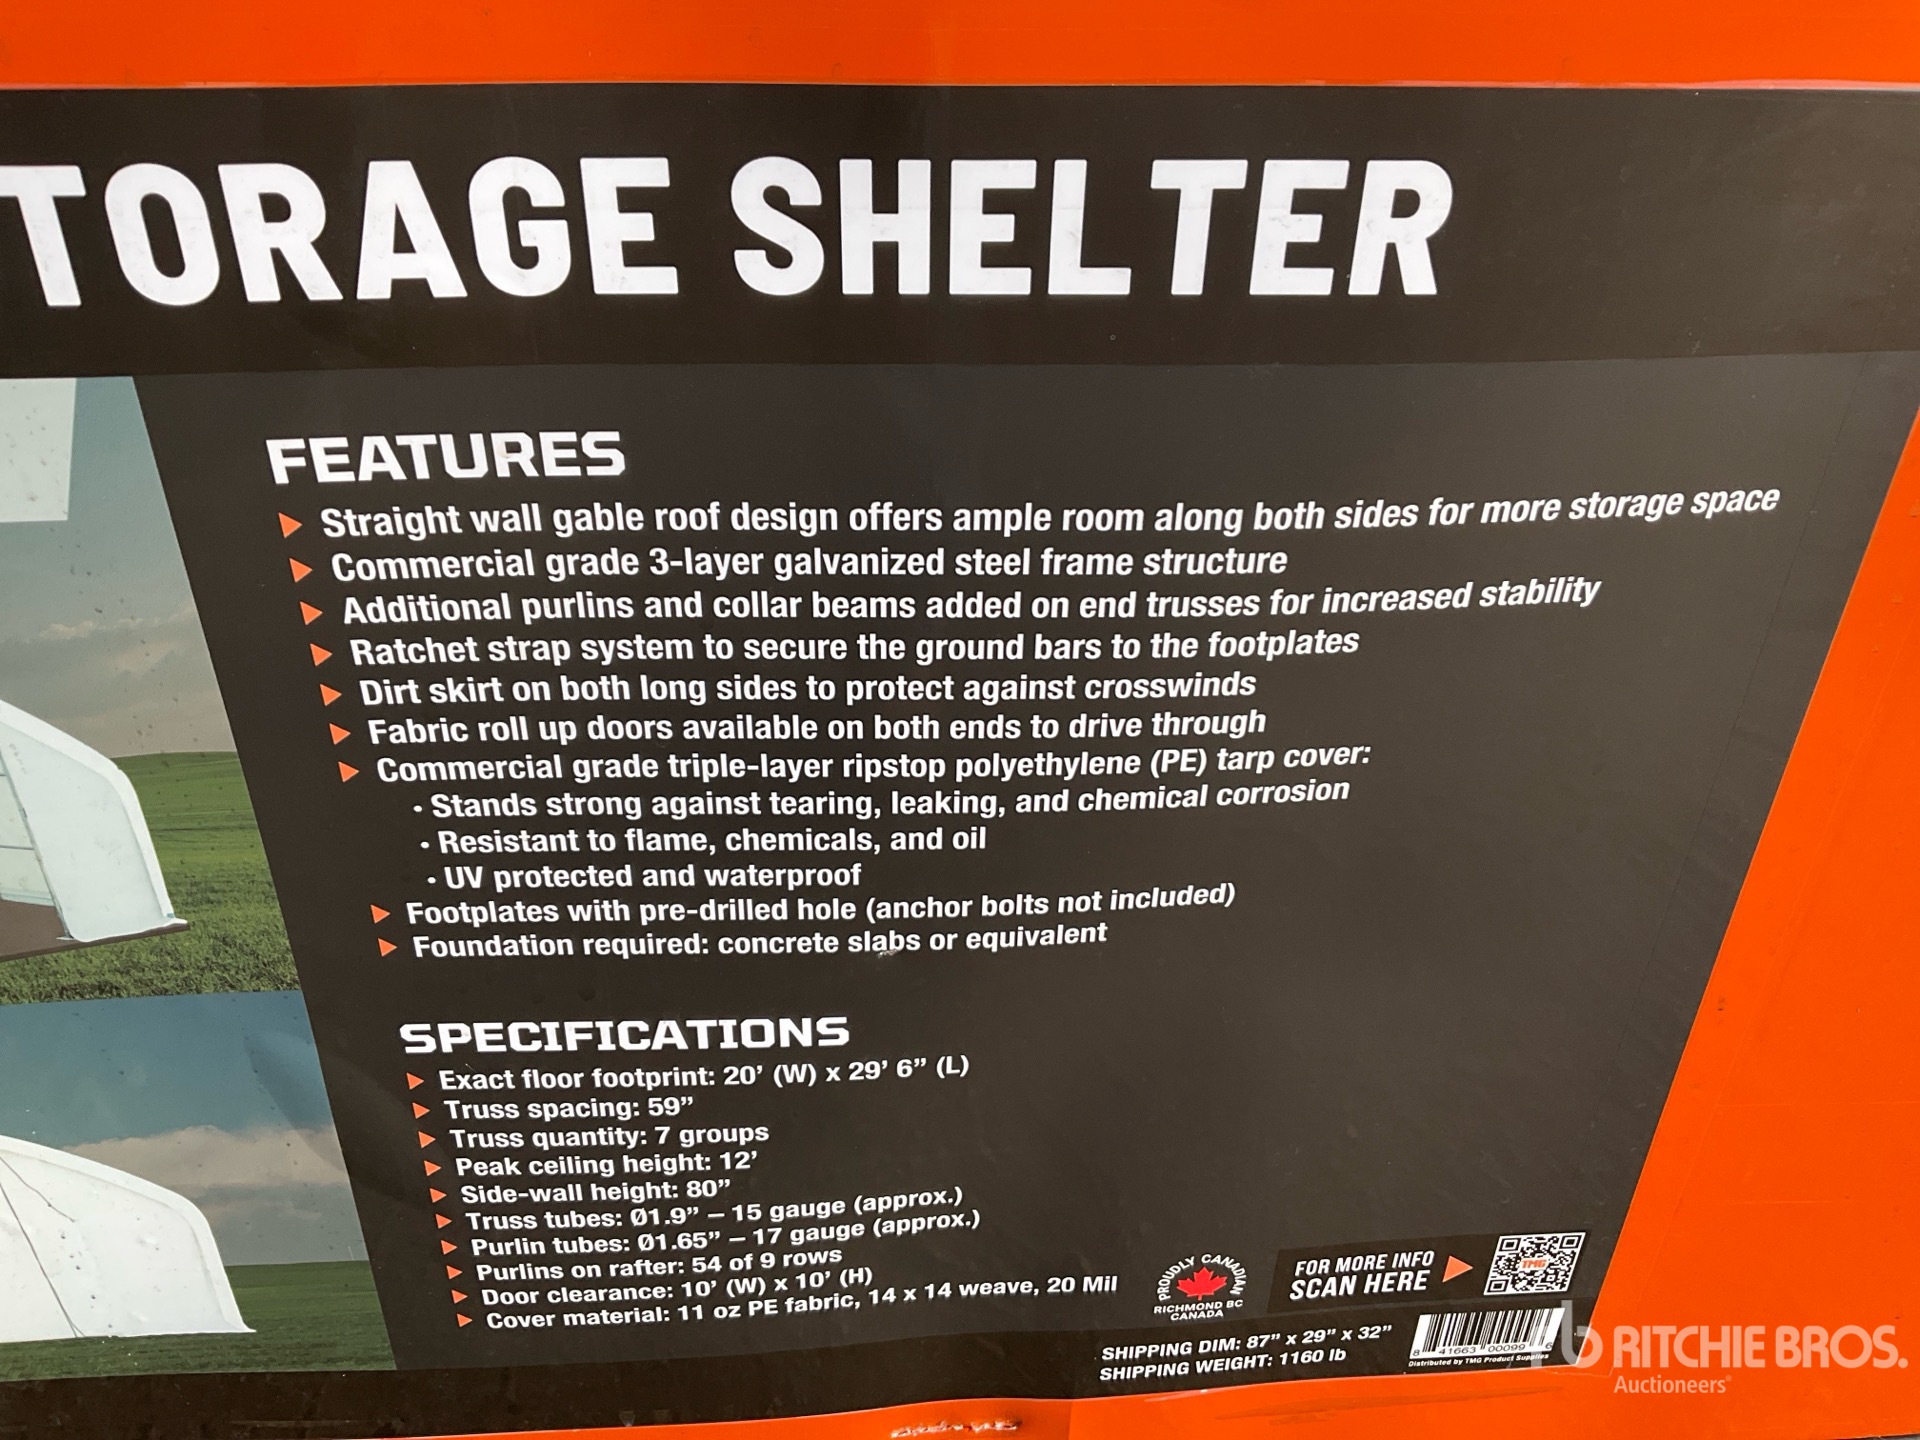 TORAGE SHELTER
FEATURES
Straight wall gable roof design offers ample room along both sides for more storage space
Commercial grade 3-layer galvanized steel frame structure
Additional purlins and collar beams added on end trusses for increased stability
Ratchet strap system to secure the ground bars to the footplates
Dirt skirt on both long sides to protect against crosswinds
Fabric roll up doors available on both ends to drive through
Commercial grade triple-layer ripstop polyethylene (PE) tarp cover:
• Stands strong against tearing, leaking, and chemical corrosion
• Resistant to flame, chemicals, and oil
• UV protected and waterproof
Footplates with pre-drilled hole (anchor bolts not included)
Foundation required: concrete slabs or equivalent
SPECIFICATIONS
Exact floor footprint: 20' (W) x 29' 6" (L)
Truss spacing: 59"
Truss quantity: 7 groups
Peak ceiling height: 12'
Side-wall height: 80"
Truss tubes: Ø1.9" – 15 gauge (approx.)
Purlin tubes: Ø1.65" – 17 gauge (approx.)
Purlins on rafter: 54 of 9 rows
Door clearance: 10' (W) x 10' (H)
Cover material: 11 oz PE fabric, 14 x 14 weave, 20 Mil
PROUDLY CANADIAN
RICHMOND BC
CANADA
FOR MORE INFO
SCAN HERE
TMG
SHIPPING DIM: 87" x 29" x 32"
SHIPPING WEIGHT: 1160 lb
8 41663 00099 6
Distributed by TMG Product Supplies
RITCHIE BROS.
Auctioneers